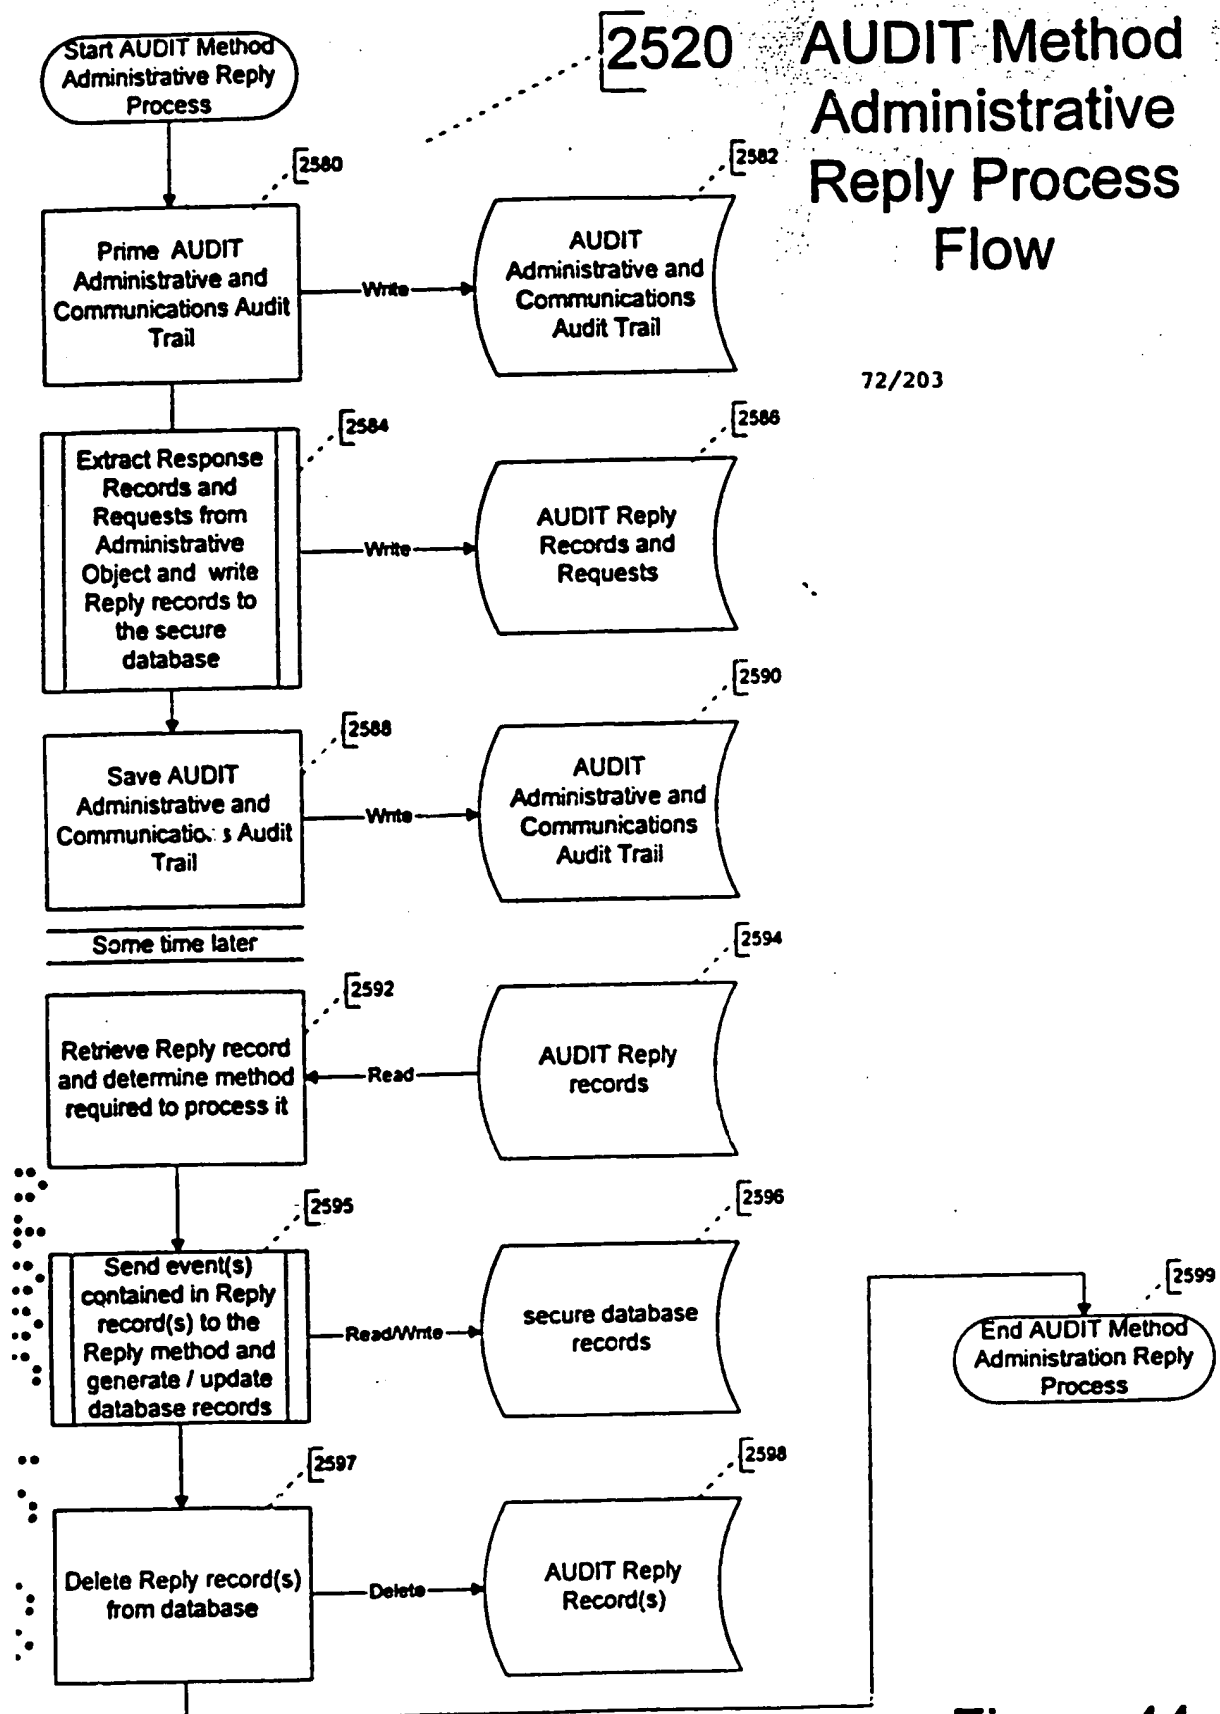 Start AUDIT Method
Administrative Reply
Process
2520
AUDIT Method
Administrative
Reply Process
Flow
72/203
2580
Prime AUDIT
Administrative and
Communications Audit
Trail
Write
2582
AUDIT
Administrative and
Communications
Audit Trail
2584
Extract Response
Records and
Requests from
Administrative
Object and write
Reply records to
the secure
database
Write
2586
AUDIT Reply
Records and
Requests
2588
Save AUDIT
Administrative and
Communications Audit
Trail
Write
2590
AUDIT
Administrative and
Communications
Audit Trail
Some time later
2592
Retrieve Reply record
and determine method
required to process it
Read
2594
AUDIT Reply
records
2595
Send event(s)
contained in Reply
record(s) to the
Reply method and
generate / update
database records
Read/Write
2596
secure database
records
2597
Delete Reply record(s)
from database
Delete
2598
AUDIT Reply
Record(s)
2599
End AUDIT Method
Administration Reply
Process